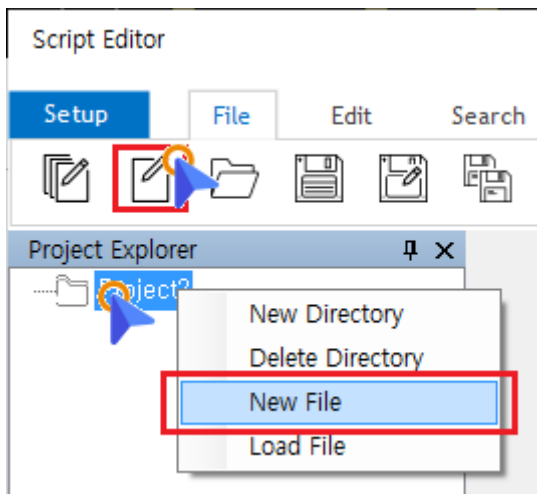 Script Editor
Setup File Edit Search
Project Explorer
New Directory
Delete Directory
New File
Load File